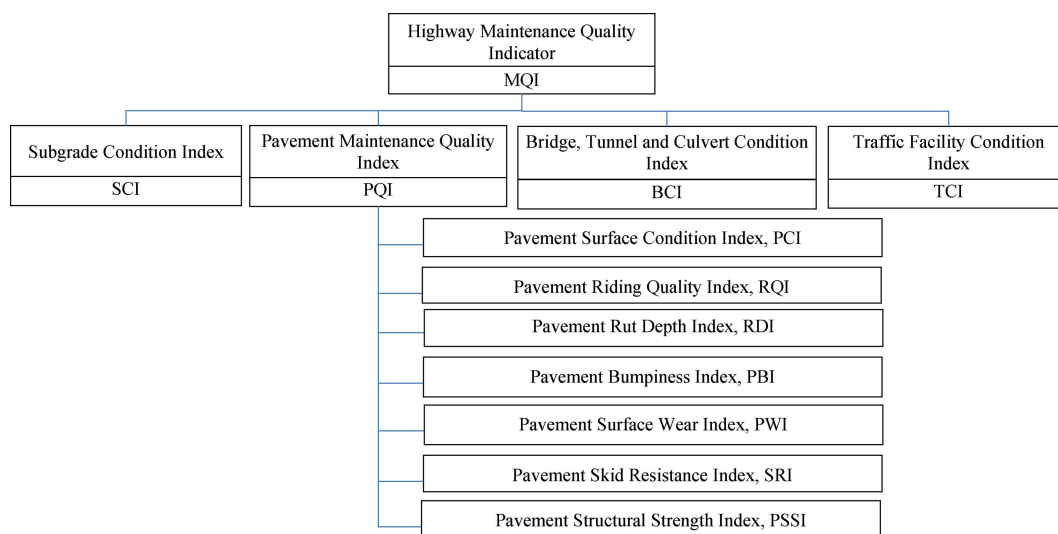 Highway Maintenance Quality
Indicator
MQI
Subgrade Condition Index
SCI
Pavement Maintenance Quality
Index
PQI
Bridge, Tunnel and Culvert Condition
Index
BCI
Traffic Facility Condition
Index
TCI
Pavement Surface Condition Index, PCI
Pavement Riding Quality Index, RQI
Pavement Rut Depth Index, RDI
Pavement Bumpiness Index, PBI
Pavement Surface Wear Index, PWI
Pavement Skid Resistance Index, SRI
Pavement Structural Strength Index, PSSI